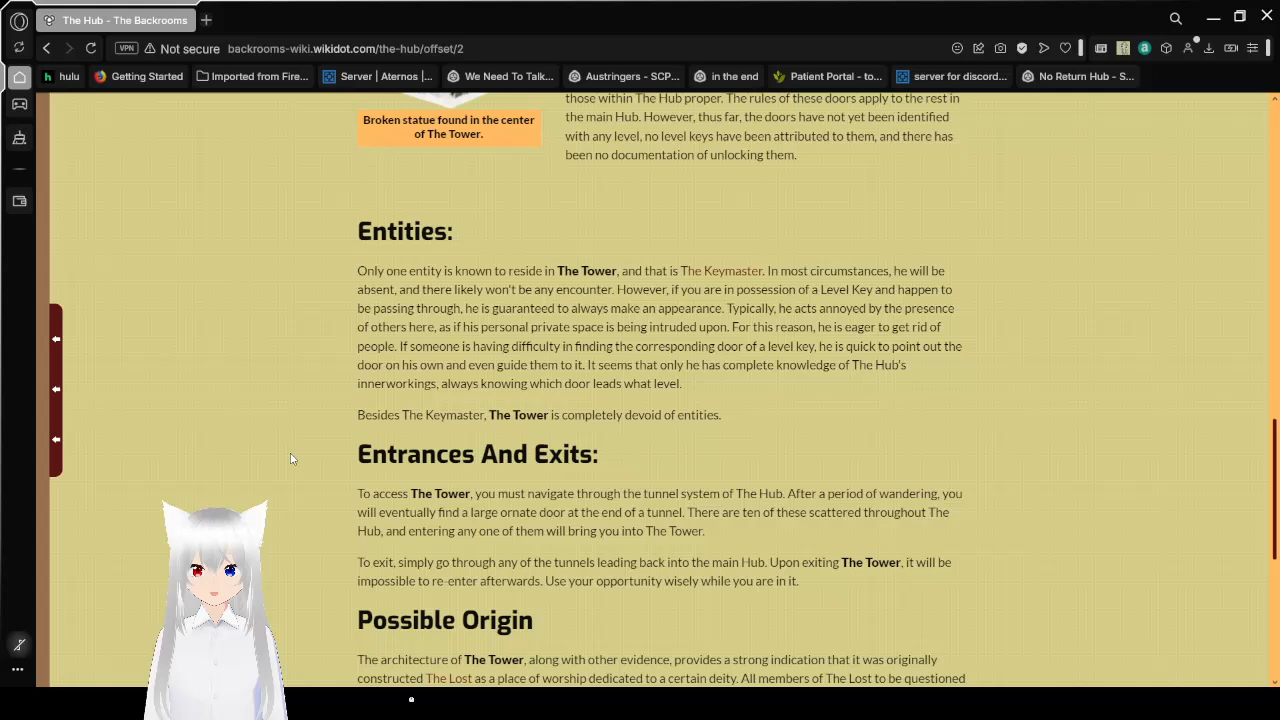 The Hub - The Backrooms
VPN Not secure backrooms-wiki.wikidot.com/the-hub/offset/2
hulu Getting Started Imported from Fire... Server | Aternos |... We Need To Talk... Austringers - SCP... in the end Patient Portal - to... server for discord... No Return Hub - S...
Broken statue found in the center
of The Tower.
those within The Hub proper. The rules of these doors apply to the rest in
the main Hub. However, thus far, the doors have not yet been identified
with any level, no level keys have been attributed to them, and there has
been no documentation of unlocking them.
Entities:
Only one entity is known to reside in The Tower, and that is The Keymaster. In most circumstances, he will be
absent, and there likely won't be any encounter. However, if you are in possession of a Level Key and happen to
be passing through, he is guaranteed to always make an appearance. Typically, he acts annoyed by the presence
of others here, as if his personal private space is being intruded upon. For this reason, he is eager to get rid of
people. If someone is having difficulty in finding the corresponding door of a level key, he is quick to point out the
door on his own and even guide them to it. It seems that only he has complete knowledge of The Hub's
innerworkings, always knowing which door leads what level.
Besides The Keymaster, The Tower is completely devoid of entities.
Entrances And Exits:
To access The Tower, you must navigate through the tunnel system of The Hub. After a period of wandering, you
will eventually find a large ornate door at the end of a tunnel. There are ten of these scattered throughout The
Hub, and entering any one of them will bring you into The Tower.
To exit, simply go through any of the tunnels leading back into the main Hub. Upon exiting The Tower, it will be
impossible to re-enter afterwards. Use your opportunity wisely while you are in it.
Possible Origin
The architecture of The Tower, along with other evidence, provides a strong indication that it was originally
constructed The Lost as a place of worship dedicated to a certain deity. All members of The Lost to be questioned